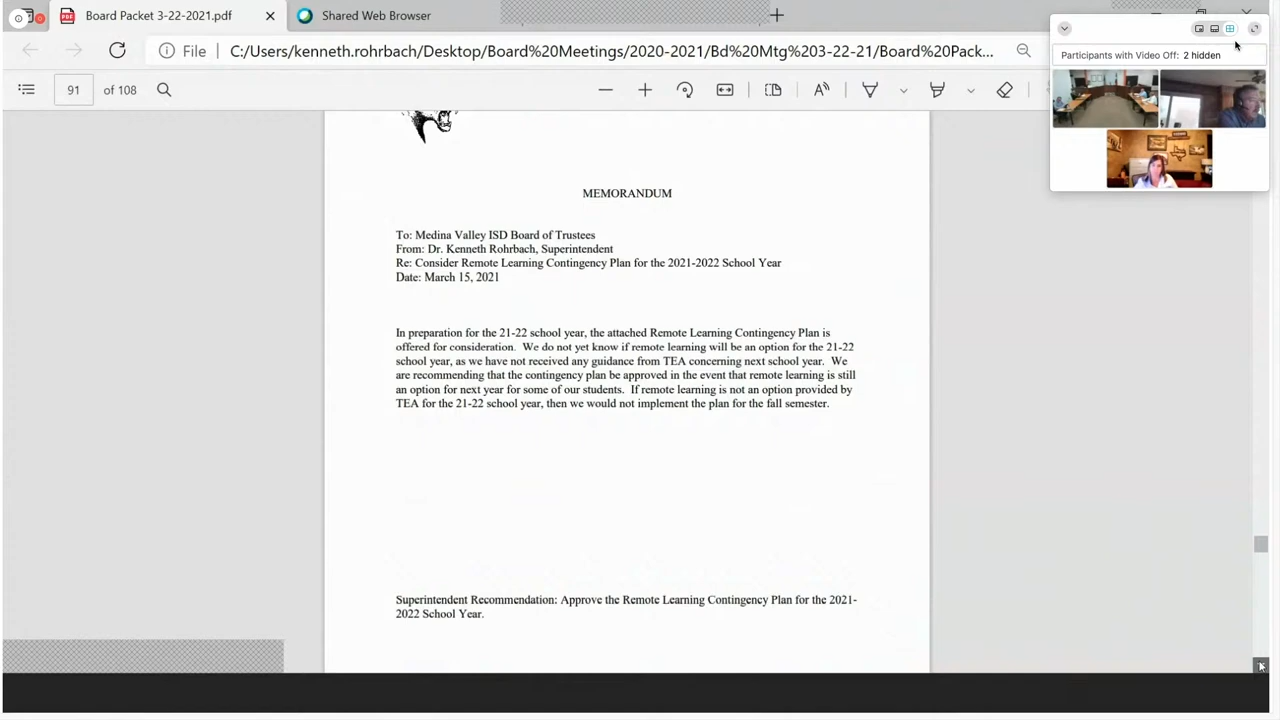 Board Packet 3-22-2021.pdf
Shared Web Browser
File
C:/Users/kenneth.rohrbach/Desktop/Board%20Meetings/2020-2021/Bd%20Mtg%203-22-21/Board%20Pack...
91 of 108
Participants with Video Off: 2 hidden
MEMORANDUM
To: Medina Valley ISD Board of Trustees
From: Dr. Kenneth Rohrbach, Superintendent
Re: Consider Remote Learning Contingency Plan for the 2021-2022 School Year
Date: March 15, 2021
In preparation for the 21-22 school year, the attached Remote Learning Contingency Plan is
offered for consideration. We do not yet know if remote learning will be an option for the 21-22
school year, as we have not received any guidance from TEA concerning next school year. We
are recommending that the contingency plan be approved in the event that remote learning is still
an option for next year for some of our students. If remote learning is not an option provided by
TEA for the 21-22 school year, then we would not implement the plan for the fall semester.
Superintendent Recommendation: Approve the Remote Learning Contingency Plan for the 2021-
2022 School Year.